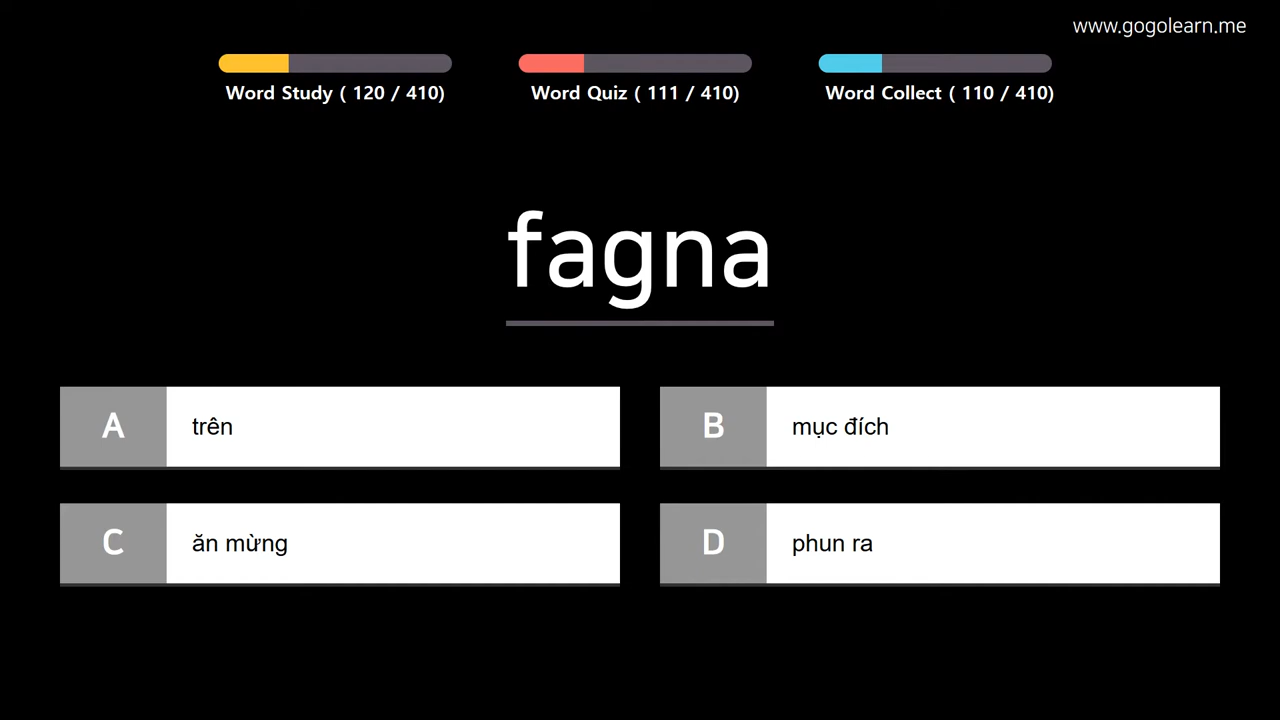 www.gogolearn.me
Word Study ( 120 / 410)
Word Quiz ( 111 / 410)
Word Collect ( 110 / 410)
fagna
A trên
B mục đích
C ăn mừng
D phun ra